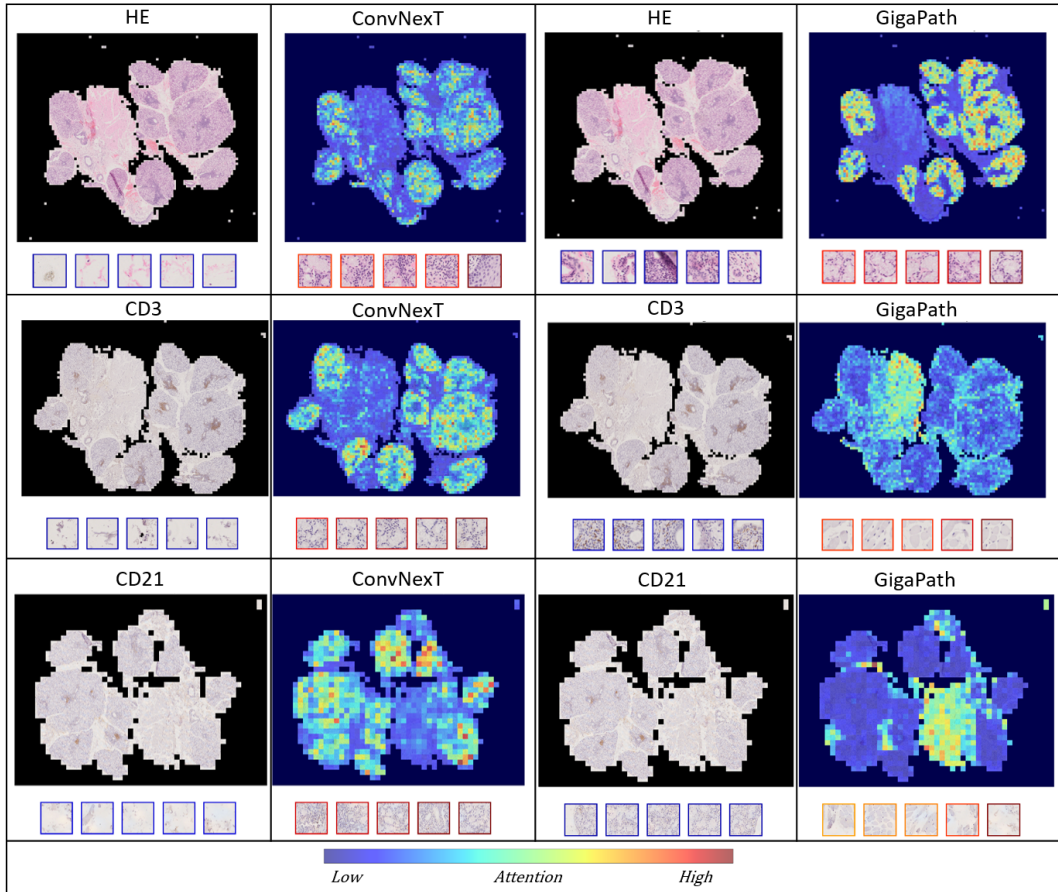 HE ConvNexT HE GigaPath
CD3 ConvNexT CD3 GigaPath
CD21 ConvNexT CD21 GigaPath
Low Attention High